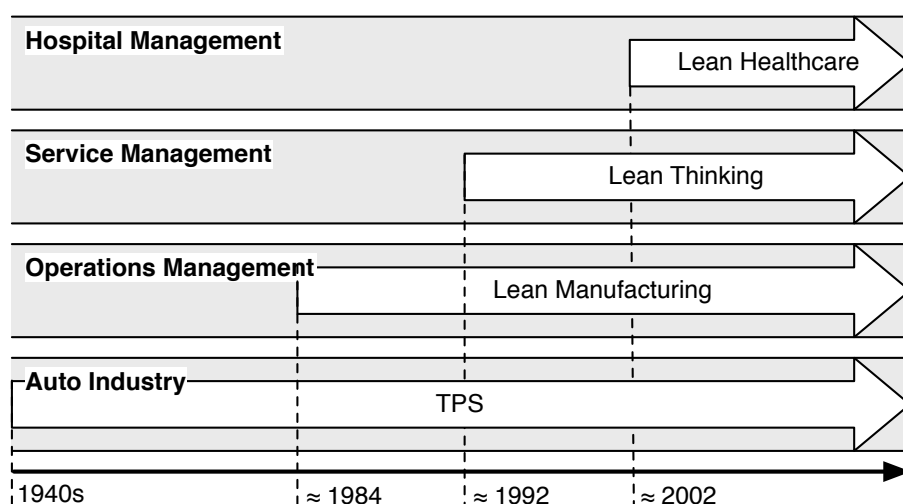 Hospital Management
Lean Healthcare
Service Management
Lean Thinking
Operations Management
Lean Manufacturing
Auto Industry
TPS
1940s
≈ 1984
≈ 1992
≈ 2002